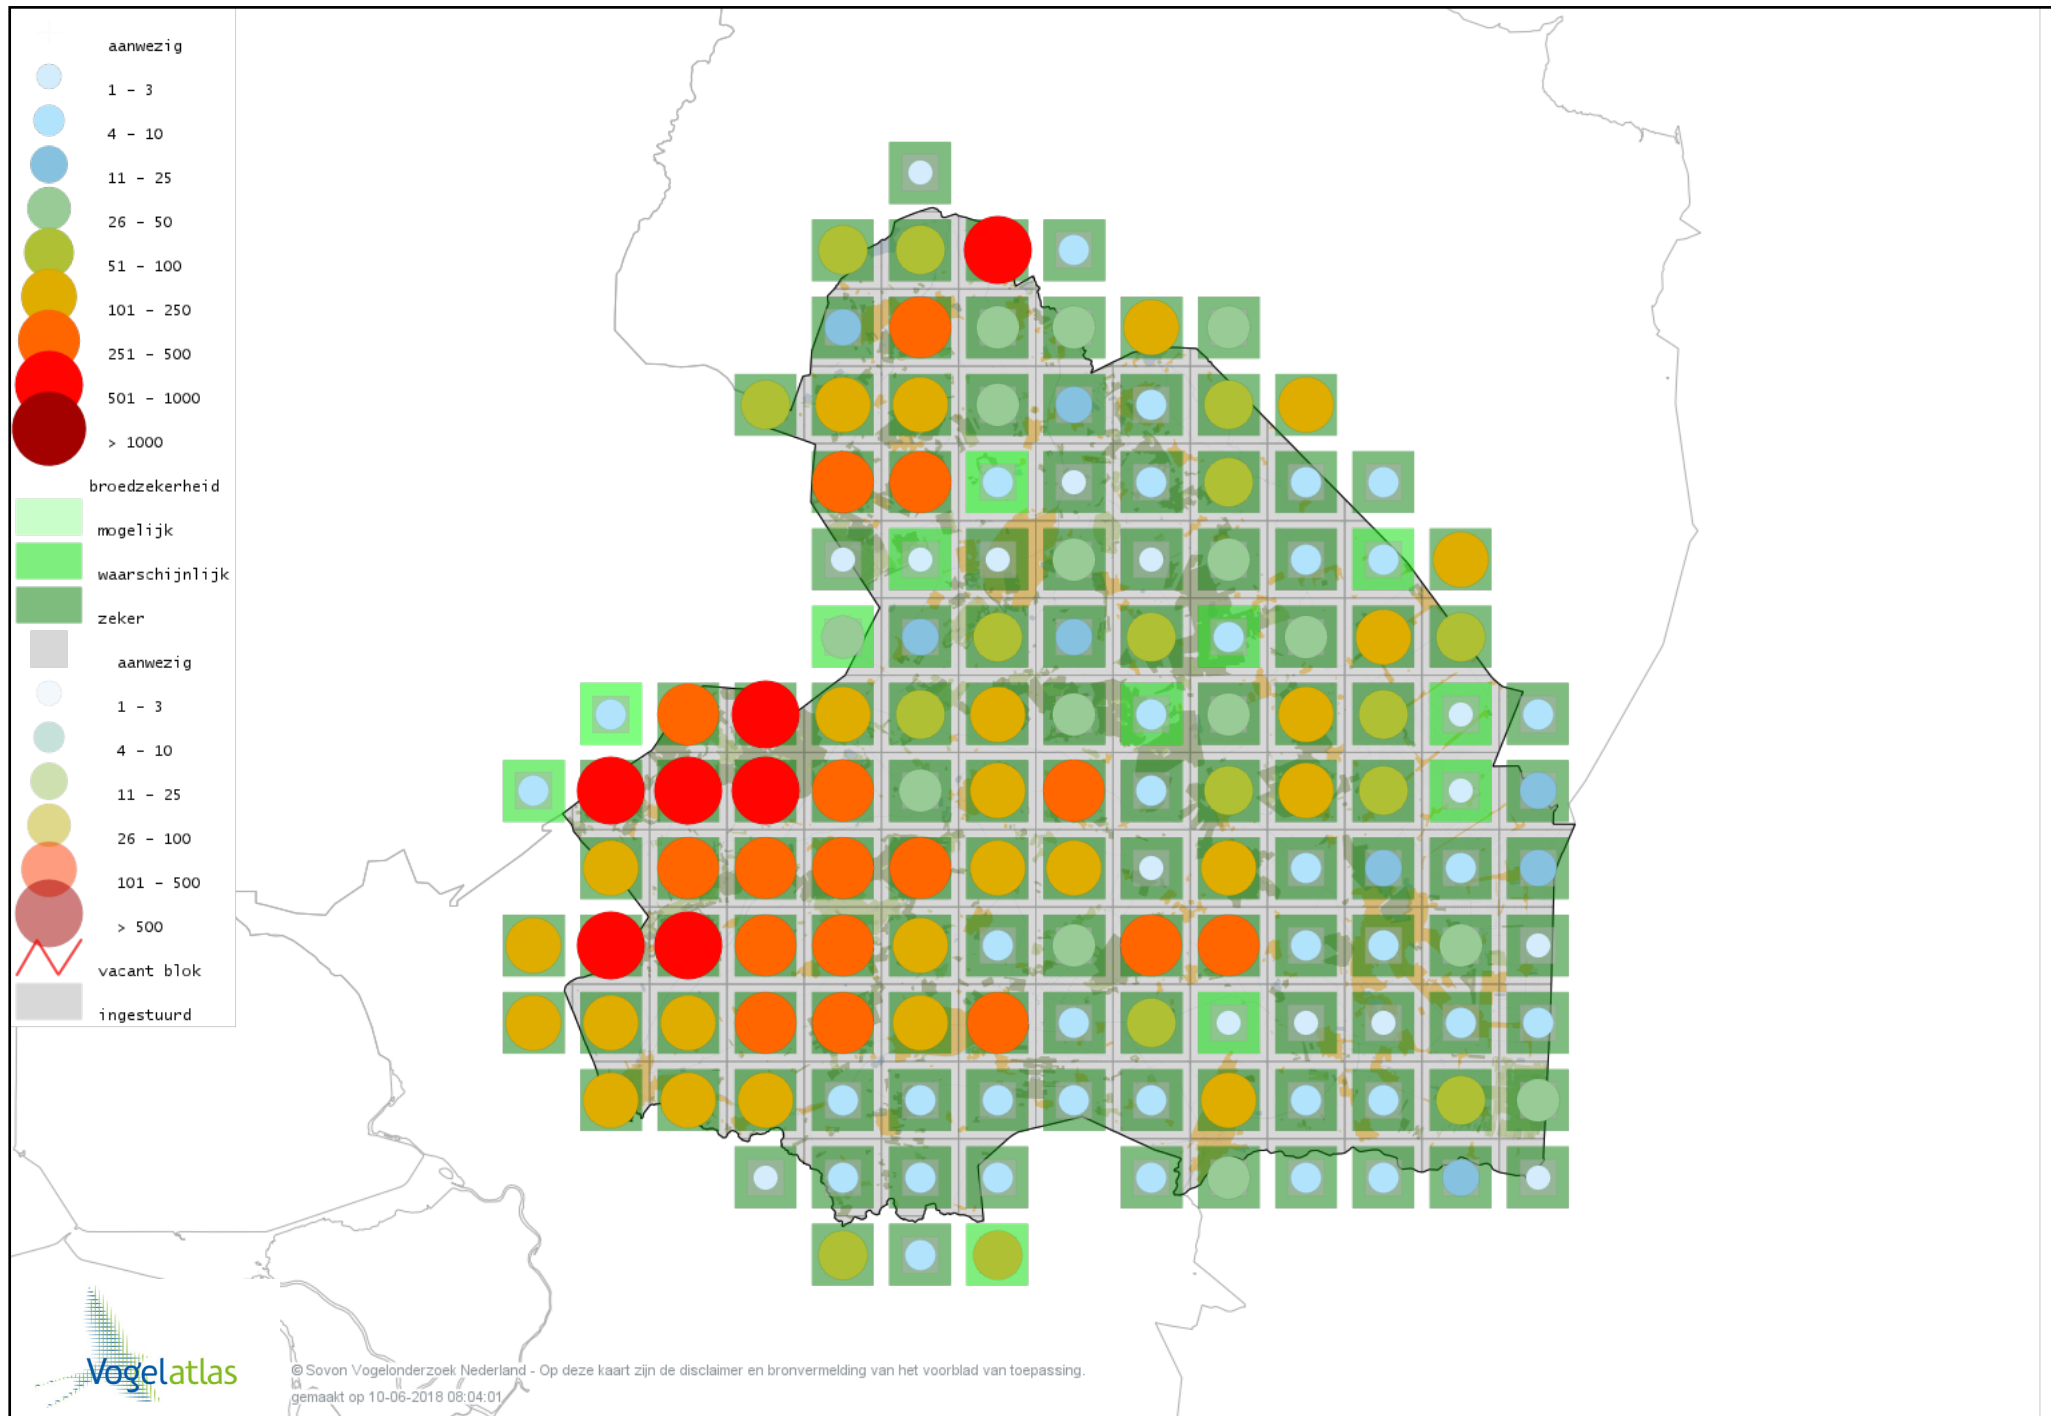 aanwezig
1 - 3
4 - 10
11 - 25
26 - 50
51 - 100
101 - 250
251 - 500
501 - 1000
> 1000
broedzekerheid
mogelijk
waarschijnlijk
zeker
aanwezig
1 - 3
4 - 10
11 - 25
26 - 100
101 - 500
> 500
vacant blok
ingestuurd
Vogelatlas
© Sovon Vogelonderzoek Nederland - Op deze kaart zijn de disclaimer en bronvermelding van het voorblad van toepassing.
gemaakt op 10-06-2018 08:04:01